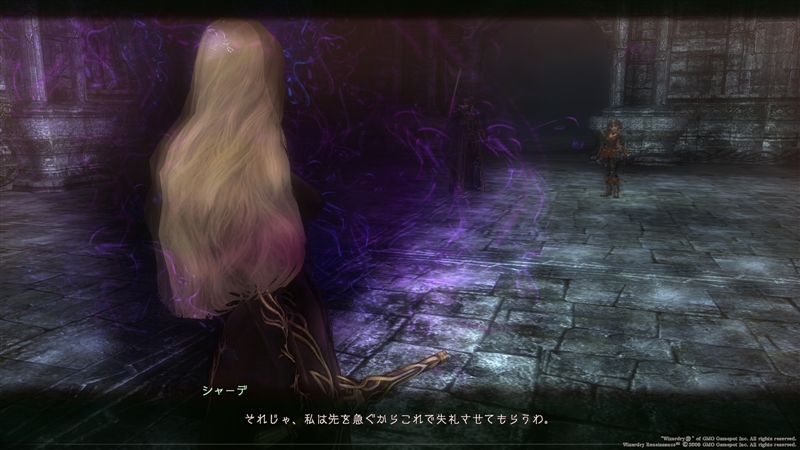 シャーデ
それじゃ、私は先を急ぐからこれで失礼させてもらうわ。
"Wizardry®" of GMO Gamepot Inc. All rights reserved.
Wizardry Renaissance™ ©2009 GMO Gamepot Inc. All rights reserved.